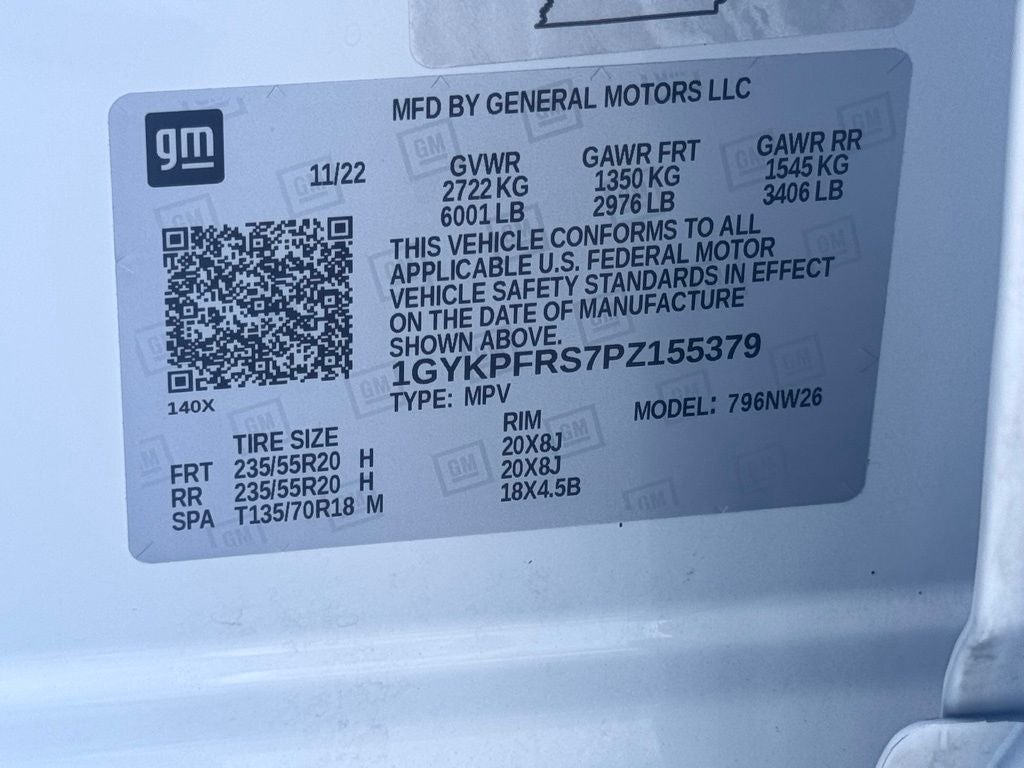 gm
MFD BY GENERAL MOTORS LLC
11/22
GVWR GAWR FRT GAWR RR
2722 KG 1350 KG 1545 KG
6001 LB 2976 LB 3406 LB
THIS VEHICLE CONFORMS TO ALL
APPLICABLE U.S. FEDERAL MOTOR
VEHICLE SAFETY STANDARDS IN EFFECT
ON THE DATE OF MANUFACTURE
SHOWN ABOVE.
1GYKPFRS7PZ155379
140X
TYPE: MPV MODEL: 796NW26
TIRE SIZE RIM
FRT 235/55R20 H 20X8J
RR 235/55R20 H 20X8J
SPA T135/70R18 M 18X4.5B